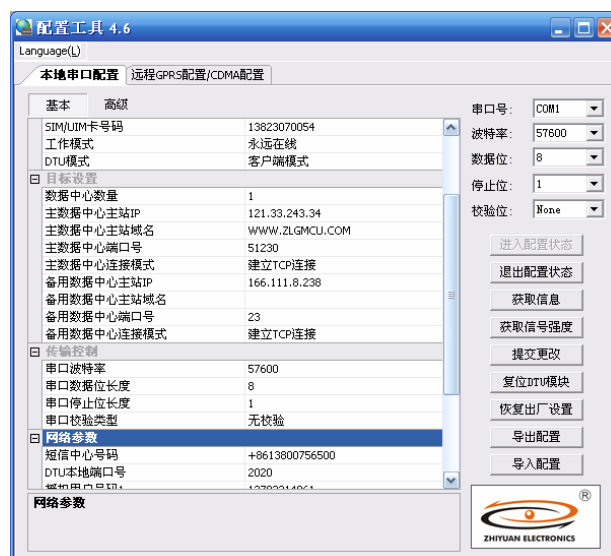 配置工具 4.6
Language(L)
本地串口配置 远程GPRS配置/CDMA配置
基本 高级
SIM/UIM卡号码 13823070054
工作模式 永远在线
DTU模式 客户端模式
目标设置
数据中心数量 1
主数据中心主站IP 121.33.243.34
主数据中心主站域名 WWW.ZLGMCU.COM
主数据中心端口号 51230
主数据中心连接模式 建立TCP连接
备用数据中心主站IP 166.111.8.238
备用数据中心主站域名
备用数据中心端口号 23
备用数据中心连接模式 建立TCP连接
传输控制
串口波特率 57600
串口数据位长度 8
串口停止位长度 1
串口校验类型 无校验
网络参数
短信中心号码 +8613800756500
DTU本地端口号 2020
网络参数
串口号: COM1
波特率: 57600
数据位: 8
停止位: 1
校验位: None
进入配置状态
退出配置状态
获取信息
获取信号强度
提交更改
复位DTU模块
恢复出厂设置
导出配置
导入配置
®
ZHIYUAN ELECTRONICS